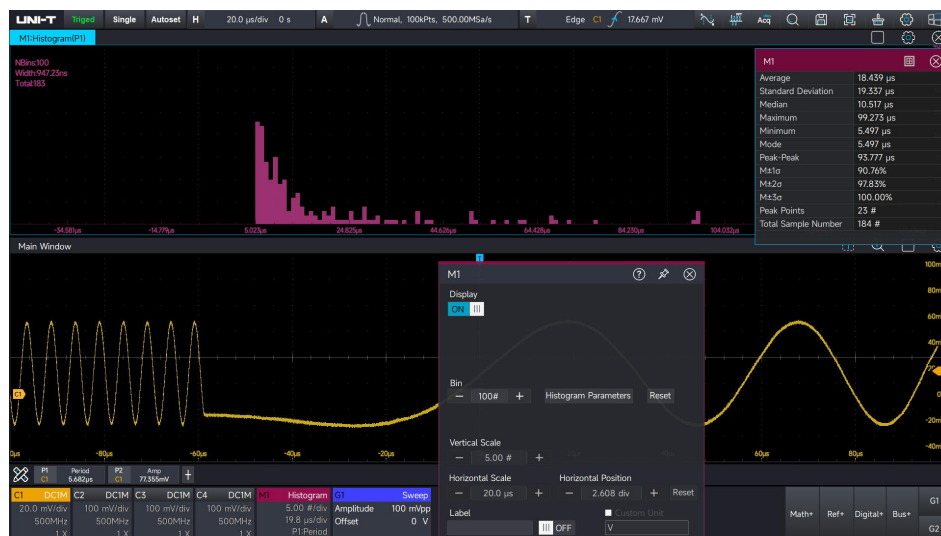 UNI-T Triged Single Autoset H 20.0 μs/div 0 s A Normal, 100kPts, 500.00MSa/s T Edge C1 17.667 mV Acq
M1:Histogram(P1)
NBins:100
Width:947.23ns
Total:183
-34.581μs -14.779μs 5.023μs 24.825μs 44.626μs 64.428μs 84.230μs 104.032μs
M1
Average 18.439 μs
Standard Deviation 19.337 μs
Median 10.517 μs
Maximum 99.273 μs
Minimum 5.497 μs
Mode 5.497 μs
Peak-Peak 93.777 μs
M±1σ 90.76%
M±2σ 97.83%
M±3σ 100.00%
Peak Points 23 #
Total Sample Number 184 #
Main Window
T
100m
80m
60m
40m
C1
0
-20m
-40m
0μs -80μs -60μs -40μs -20μs 60μs 80μs
M1
Display
ON
Bin
− 100# + Histogram Parameters Reset
Vertical Scale
− 5.00 # +
Horizontal Scale Horizontal Position
− 20.0 μs + − 2.608 div + Reset
Label Custom Unit
OFF V
P1 Period P2 Amp +
C1 5.682μs C1 77.355mV
C1 DC1M C2 DC1M C3 DC1M C4 DC1M M1 Histogram G1 Sweep
20.0 mV/div 100 mV/div 100 mV/div 100 mV/div 5.00 #/div Amplitude 100 mVpp
500MHz 500MHz 500MHz 500MHz 19.8 μs/div Offset 0 V
1 X 1 X 1 X 1 X P1:Period
Math+ Ref+ Digital+ Bus+
G1
G2